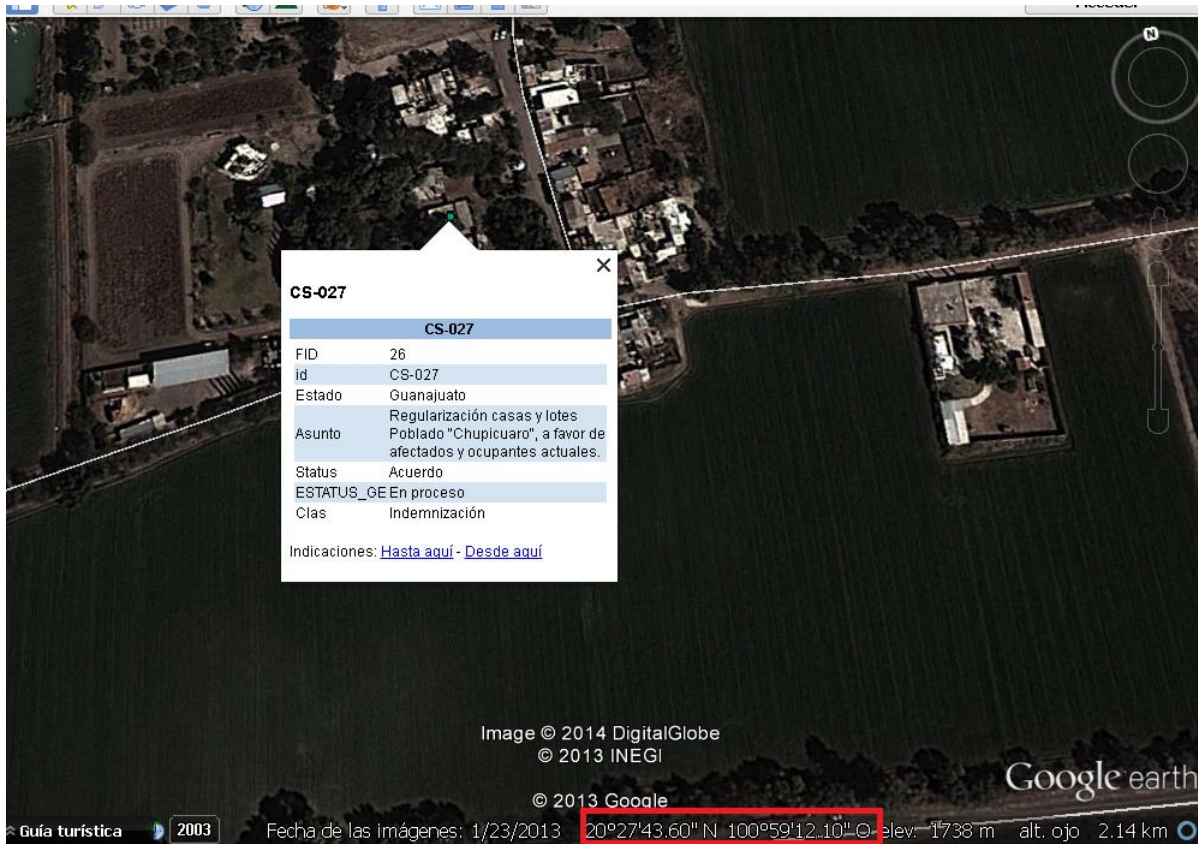 N
CS-027
CS-027
FID 26
id CS-027
Estado Guanajuato
Asunto Regularización casas y lotes
Poblado "Chupicuaro", a favor de
afectados y ocupantes actuales.
Status Acuerdo
ESTATUS_GE En proceso
Clas Indemnización
Indicaciones: Hasta aquí - Desde aquí
Image © 2014 DigitalGlobe
© 2013 INEGI
Google earth
© 2013 Google
Guía turística 2003 Fecha de las imágenes: 1/23/2013 20°27'43.60" N 100°59'12.10" O elev. 1738 m alt. ojo 2.14 km